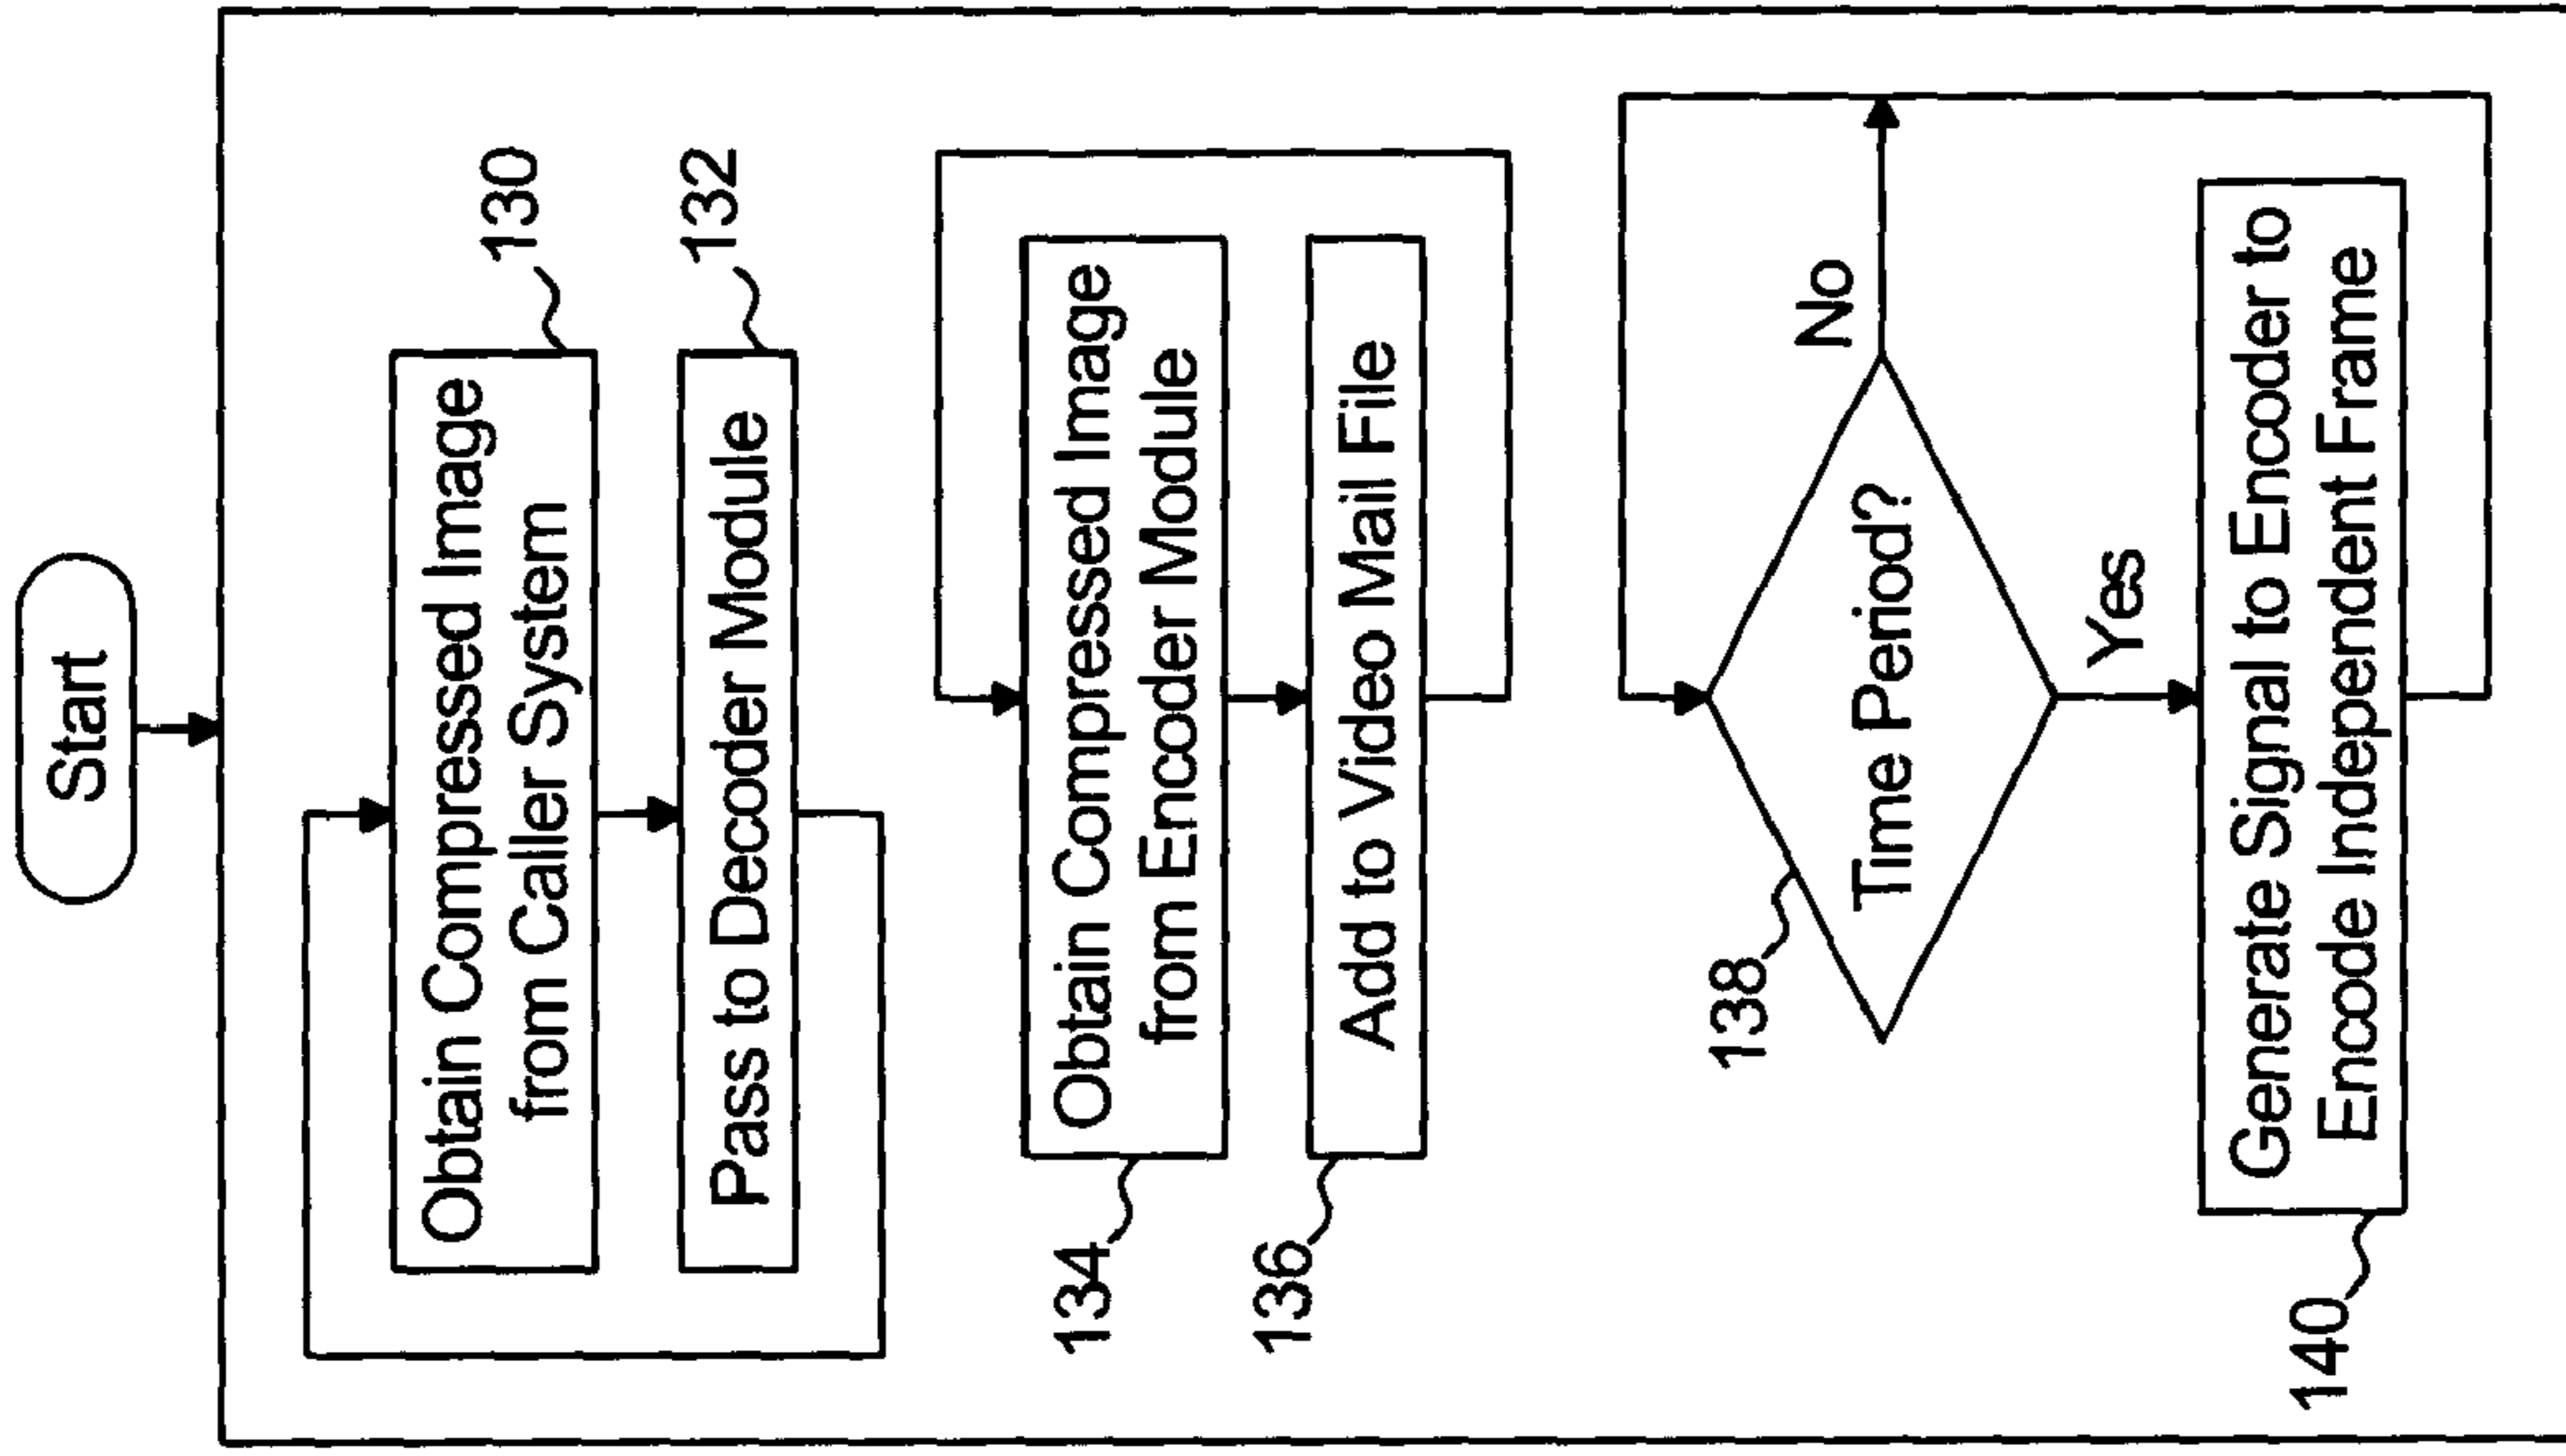 Start
Obtain Compressed Image
from Caller System
130
Pass to Decoder Module
132
Obtain Compressed Image
from Encoder Module
134
Add to Video Mail File
136
Time Period?
138
No
Yes
Generate Signal to Encoder to
Encode Independent Frame
140